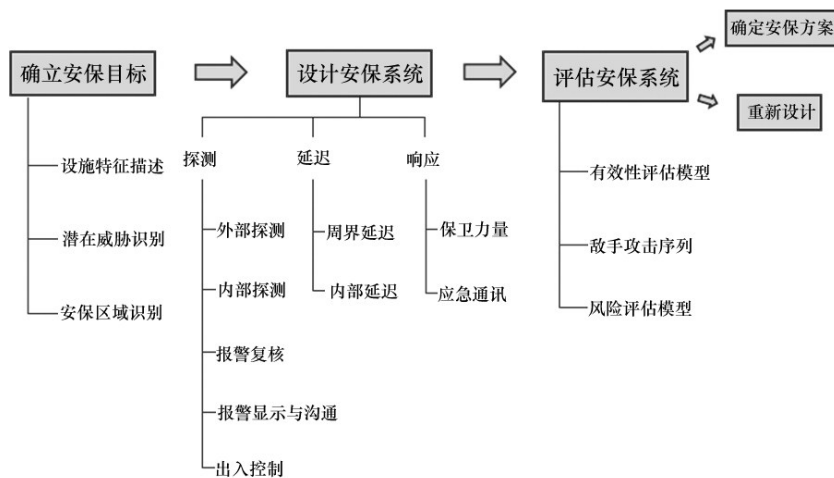 确立安保目标
设施特征描述
潜在威胁识别
安保区域识别
设计安保系统
探测
外部探测
内部探测
报警复核
报警显示与沟通
出入控制
延迟
周界延迟
内部延迟
响应
保卫力量
应急通讯
评估安保系统
有效性评估模型
敌手攻击序列
风险评估模型
确定安保方案
重新设计